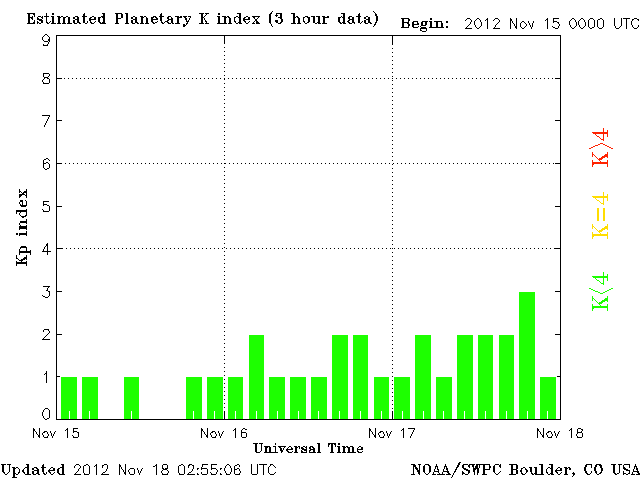 Estimated Planetary K index (3 hour data) Begin: 2012 Nov 15 0000 UTC
9
8
7
6
5
4
3
2
1
0
Kp index
K>4
K=4
K<4
Nov 15 Nov 16 Nov 17 Nov 18
Universal Time
Updated 2012 Nov 18 02:55:06 UTC NOAA/SWPC Boulder, CO USA